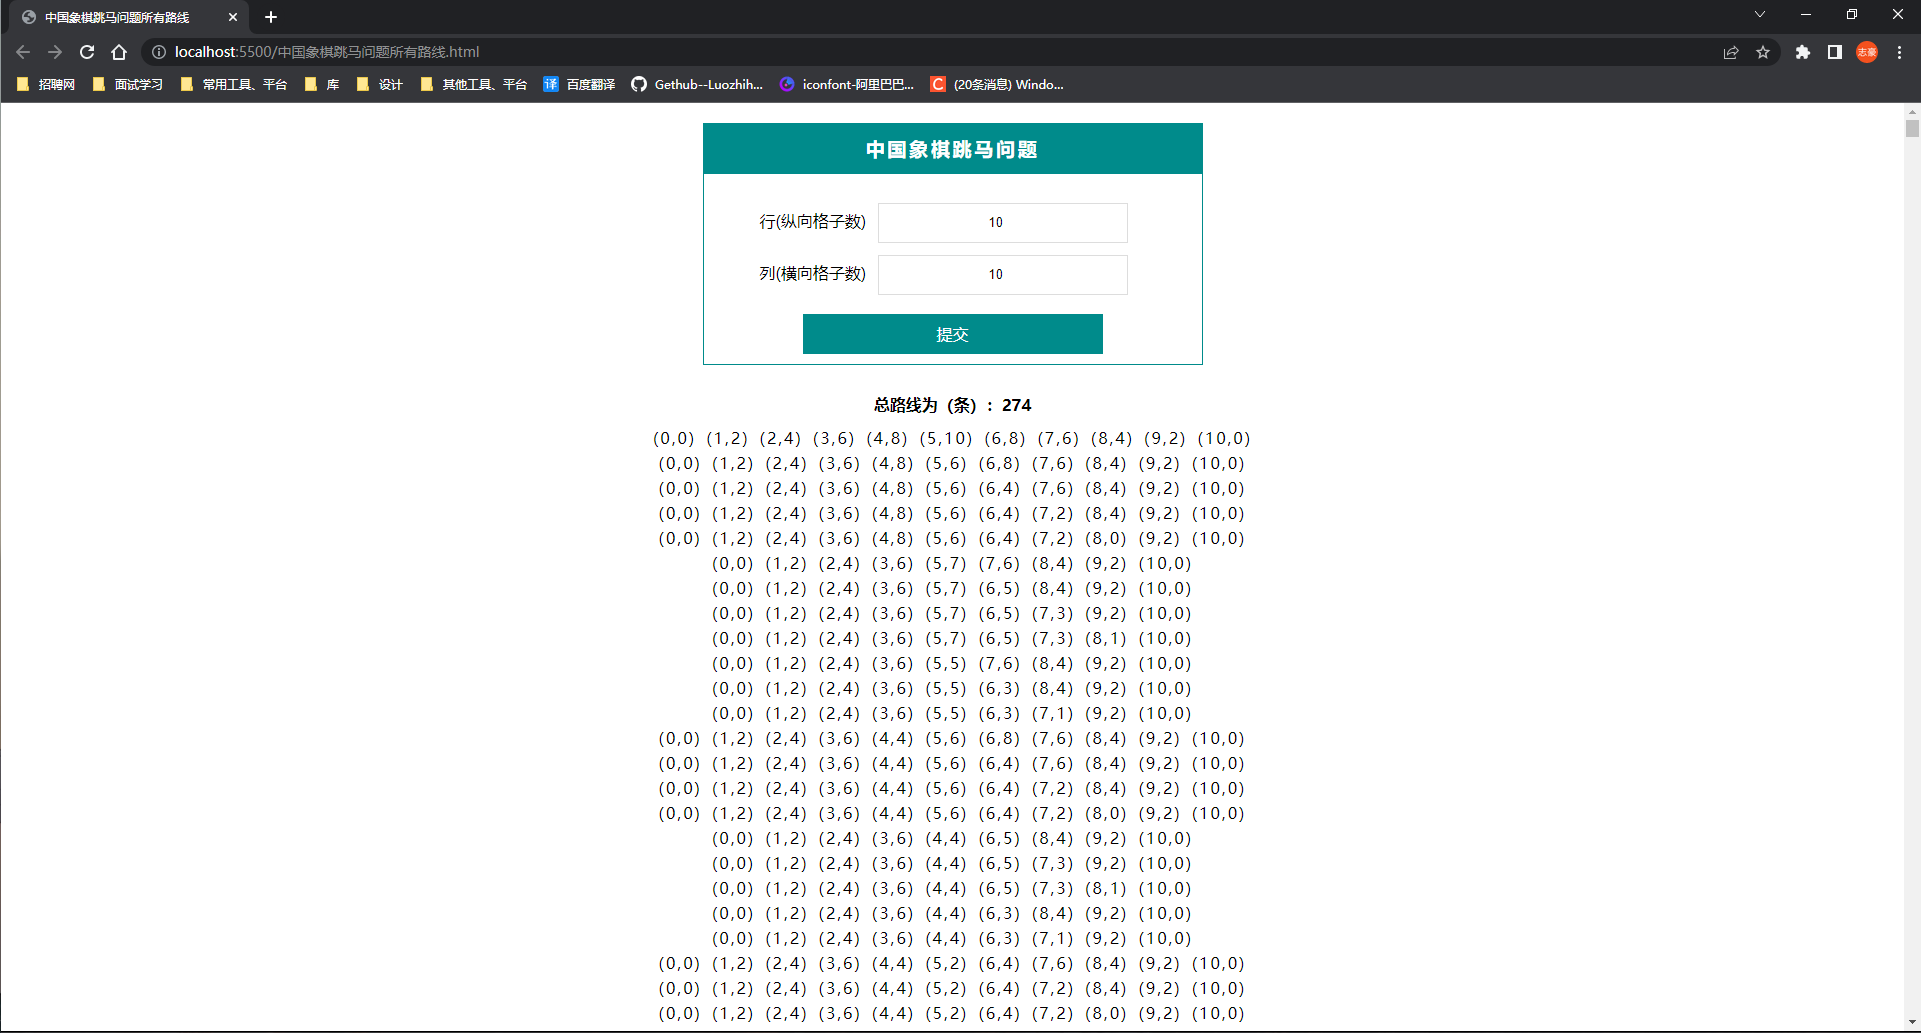 中国象棋跳马问题所有路线
localhost:5500/中国象棋跳马问题所有路线.html
志豪
招聘网 面试学习 常用工具、平台 库 设计 其他工具、平台 译 百度翻译 Gethub--Luozhih... iconfont-阿里巴巴... C (20条消息) Windo...
中国象棋跳马问题
行(纵向格子数) 10
列(横向格子数) 10
提交
总路线为（条）：274
(0,0) (1,2) (2,4) (3,6) (4,8) (5,10) (6,8) (7,6) (8,4) (9,2) (10,0)
(0,0) (1,2) (2,4) (3,6) (4,8) (5,6) (6,8) (7,6) (8,4) (9,2) (10,0)
(0,0) (1,2) (2,4) (3,6) (4,8) (5,6) (6,4) (7,6) (8,4) (9,2) (10,0)
(0,0) (1,2) (2,4) (3,6) (4,8) (5,6) (6,4) (7,2) (8,4) (9,2) (10,0)
(0,0) (1,2) (2,4) (3,6) (4,8) (5,6) (6,4) (7,2) (8,0) (9,2) (10,0)
(0,0) (1,2) (2,4) (3,6) (5,7) (7,6) (8,4) (9,2) (10,0)
(0,0) (1,2) (2,4) (3,6) (5,7) (6,5) (8,4) (9,2) (10,0)
(0,0) (1,2) (2,4) (3,6) (5,7) (6,5) (7,3) (9,2) (10,0)
(0,0) (1,2) (2,4) (3,6) (5,7) (6,5) (7,3) (8,1) (10,0)
(0,0) (1,2) (2,4) (3,6) (5,5) (7,6) (8,4) (9,2) (10,0)
(0,0) (1,2) (2,4) (3,6) (5,5) (6,3) (8,4) (9,2) (10,0)
(0,0) (1,2) (2,4) (3,6) (5,5) (6,3) (7,1) (9,2) (10,0)
(0,0) (1,2) (2,4) (3,6) (4,4) (5,6) (6,8) (7,6) (8,4) (9,2) (10,0)
(0,0) (1,2) (2,4) (3,6) (4,4) (5,6) (6,4) (7,6) (8,4) (9,2) (10,0)
(0,0) (1,2) (2,4) (3,6) (4,4) (5,6) (6,4) (7,2) (8,4) (9,2) (10,0)
(0,0) (1,2) (2,4) (3,6) (4,4) (5,6) (6,4) (7,2) (8,0) (9,2) (10,0)
(0,0) (1,2) (2,4) (3,6) (4,4) (6,5) (8,4) (9,2) (10,0)
(0,0) (1,2) (2,4) (3,6) (4,4) (6,5) (7,3) (9,2) (10,0)
(0,0) (1,2) (2,4) (3,6) (4,4) (6,5) (7,3) (8,1) (10,0)
(0,0) (1,2) (2,4) (3,6) (4,4) (6,3) (8,4) (9,2) (10,0)
(0,0) (1,2) (2,4) (3,6) (4,4) (6,3) (7,1) (9,2) (10,0)
(0,0) (1,2) (2,4) (3,6) (4,4) (5,2) (6,4) (7,6) (8,4) (9,2) (10,0)
(0,0) (1,2) (2,4) (3,6) (4,4) (5,2) (6,4) (7,2) (8,4) (9,2) (10,0)
(0,0) (1,2) (2,4) (3,6) (4,4) (5,2) (6,4) (7,2) (8,0) (9,2) (10,0)